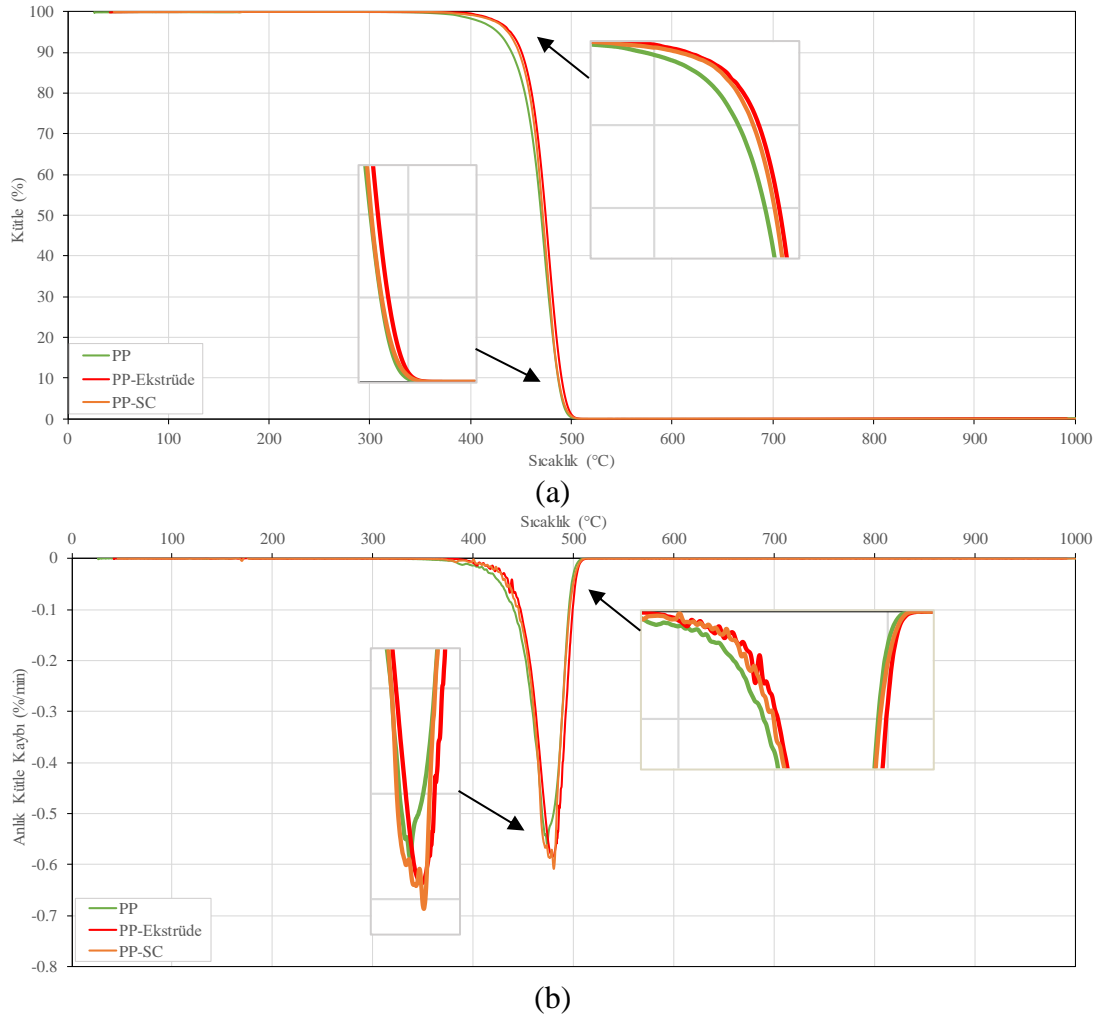 100
90
80
70
60
50
40
30
20
10
0
Kütle (%)
PP
PP-Ekstrüde
PP-SC
0 100 200 300 400 500 600 700 800 900 1000
Sıcaklık (°C)
(a)
Sıcaklık (°C)
0 100 200 300 400 500 600 700 800 900 1000
0
-0.1
-0.2
-0.3
-0.4
-0.5
-0.6
-0.7
-0.8
Anlık Kütle Kaybı (%/min)
PP
PP-Ekstrüde
PP-SC
(b)